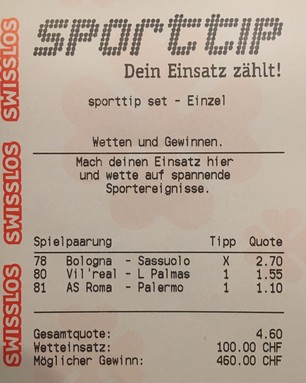 sporttip
Dein Einsatz zählt!
sporttip set - Einzel
Wetten und Gewinnen.
Mach deinen Einsatz hier
und wette auf spannende
Sportereignisse.
Spielpaarung Tipp Quote
78 Bologna - Sassuolo X 2.70
80 Vil'real - L Palmas 1 1.55
81 AS Roma - Palermo 1 1.10
Gesamtquote: 4.60
Wetteinsatz: 100.00 CHF
Möglicher Gewinn: 460.00 CHF
SWISSLOS
SWISSLOS
SWISSLOS